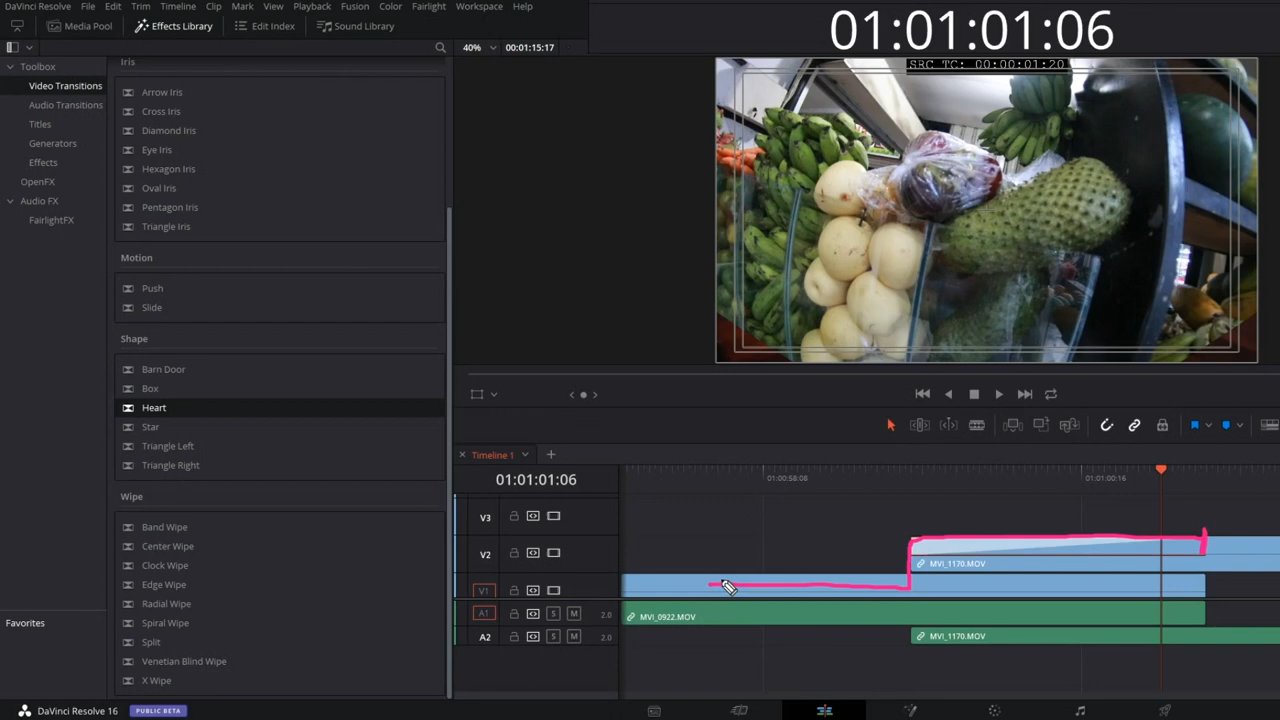 DaVinci Resolve File Edit Trim Timeline Clip Mark View Playback Fusion Color Fairlight Workspace Help
Media Pool Effects Library Edit Index Sound Library
01:01:01:06
40% 00:01:15:17
SRC TC: 00:00:01:20
Toolbox
Video Transitions
Audio Transitions
Titles
Generators
Effects
OpenFX
Audio FX
FairlightFX
Favorites
Iris
Arrow Iris
Cross Iris
Diamond Iris
Eye Iris
Hexagon Iris
Oval Iris
Pentagon Iris
Triangle Iris
Motion
Push
Slide
Shape
Barn Door
Box
Heart
Star
Triangle Left
Triangle Right
Wipe
Band Wipe
Center Wipe
Clock Wipe
Edge Wipe
Radial Wipe
Spiral Wipe
Split
Venetian Blind Wipe
X Wipe
Timeline 1
01:01:01:06
01:00:58:08 01:01:00:16
V3
V2
MVI_1170.MOV
V1
A1 S M 2.0 MVI_0922.MOV
A2 S M 2.0 MVI_1170.MOV
DaVinci Resolve 16 PUBLIC BETA